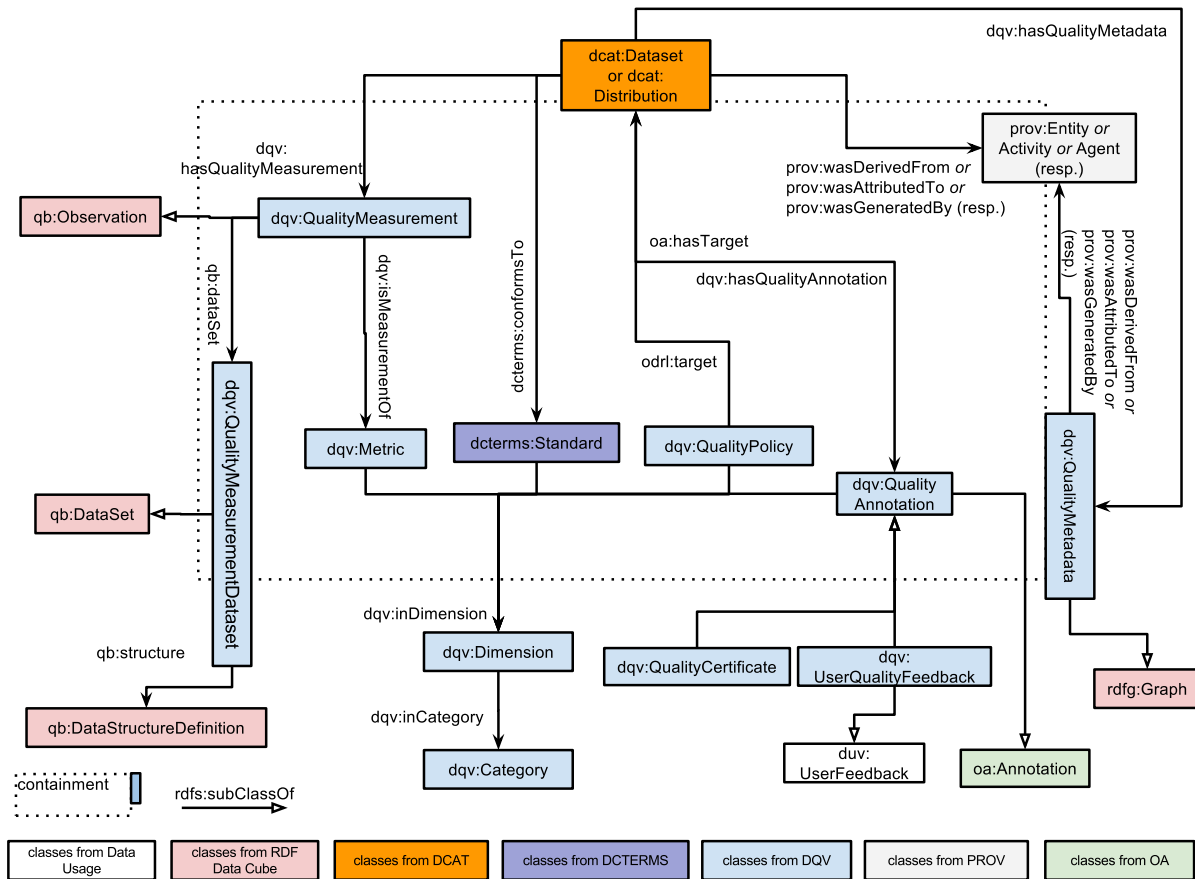 dqv:hasQualityMetadata
dcat:Dataset
or dcat:
Distribution
prov:Entity or
Activity or Agent
(resp.)
dqv:
hasQualityMeasurement
prov:wasDerivedFrom or
prov:wasAttributedTo or
prov:wasGeneratedBy (resp.)
qb:Observation
dqv:QualityMeasurement
oa:hasTarget
dqv:hasQualityAnnotation
prov:wasDerivedFrom or
prov:wasAttributedTo or
prov:wasGeneratedBy
(resp.)
qb:dataSet
dqv:isMeasurementOf
dcterms:conformsTo
odrl:target
dqv:QualityMeasurementDataset
dqv:Metric
dcterms:Standard
dqv:QualityPolicy
dqv:Quality
Annotation
dqv:QualityMetadata
qb:DataSet
dqv:inDimension
qb:structure
dqv:Dimension
dqv:QualityCertificate
dqv:
UserQualityFeedback
rdfg:Graph
qb:DataStructureDefinition
dqv:inCategory
dqv:Category
duv:
UserFeedback
oa:Annotation
containment
rdfs:subClassOf
classes from Data
Usage
classes from RDF
Data Cube
classes from DCAT
classes from DCTERMS
classes from DQV
classes from PROV
classes from OA